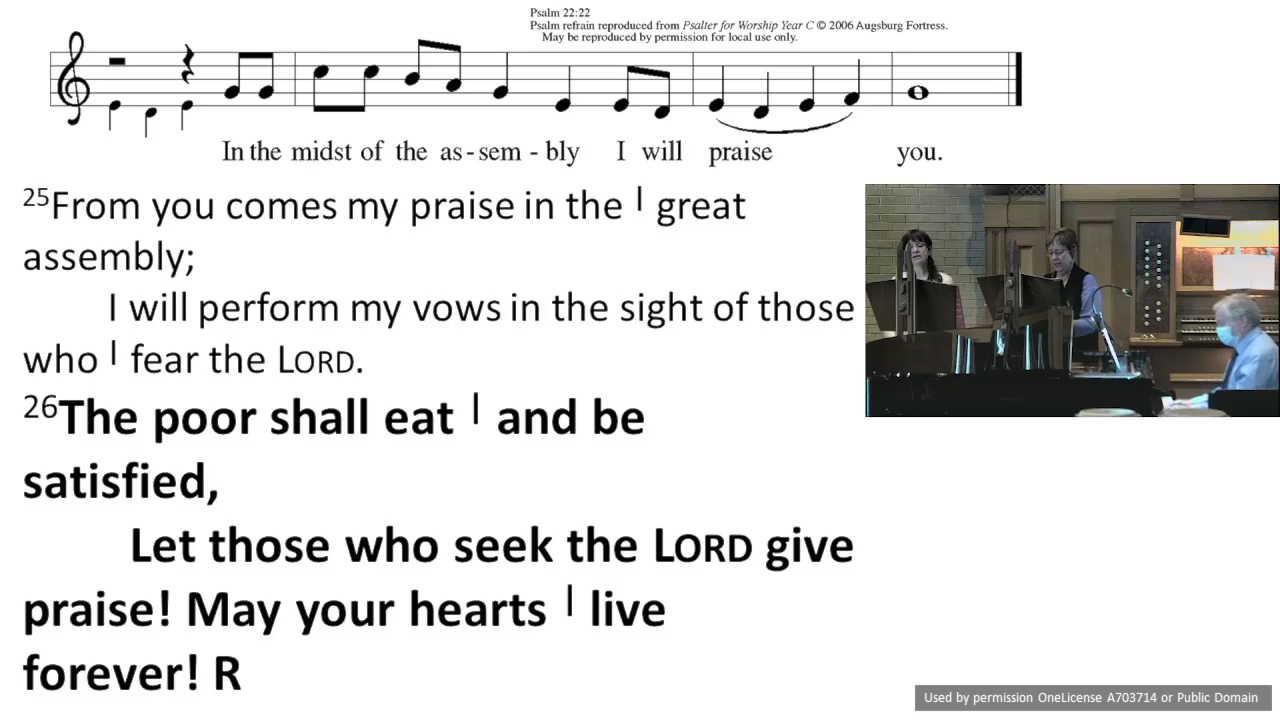 Psalm 22:22
Psalm refrain reproduced from Psalter for Worship Year C © 2006 Augsburg Fortress.
May be reproduced by permission for local use only.
In the midst of the as - sem - bly I will praise you.
25From you comes my praise in the | great
assembly;
I will perform my vows in the sight of those
who | fear the LORD.
26The poor shall eat | and be
satisfied,
Let those who seek the LORD give
praise! May your hearts | live
forever! R
Used by permission OneLicense A703714 or Public Domain